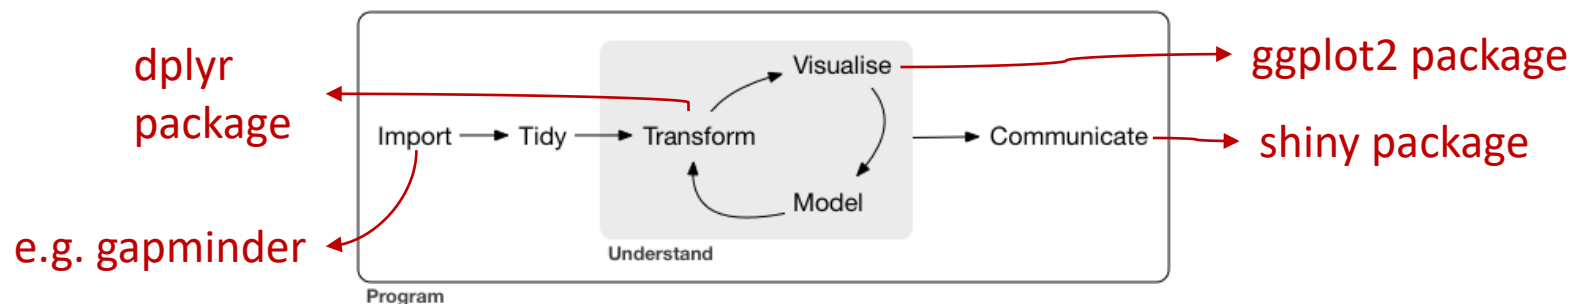 dplyr
package
Visualise
ggplot2 package
Import
Tidy
Transform
Communicate
shiny package
Model
e.g. gapminder
Understand
Program